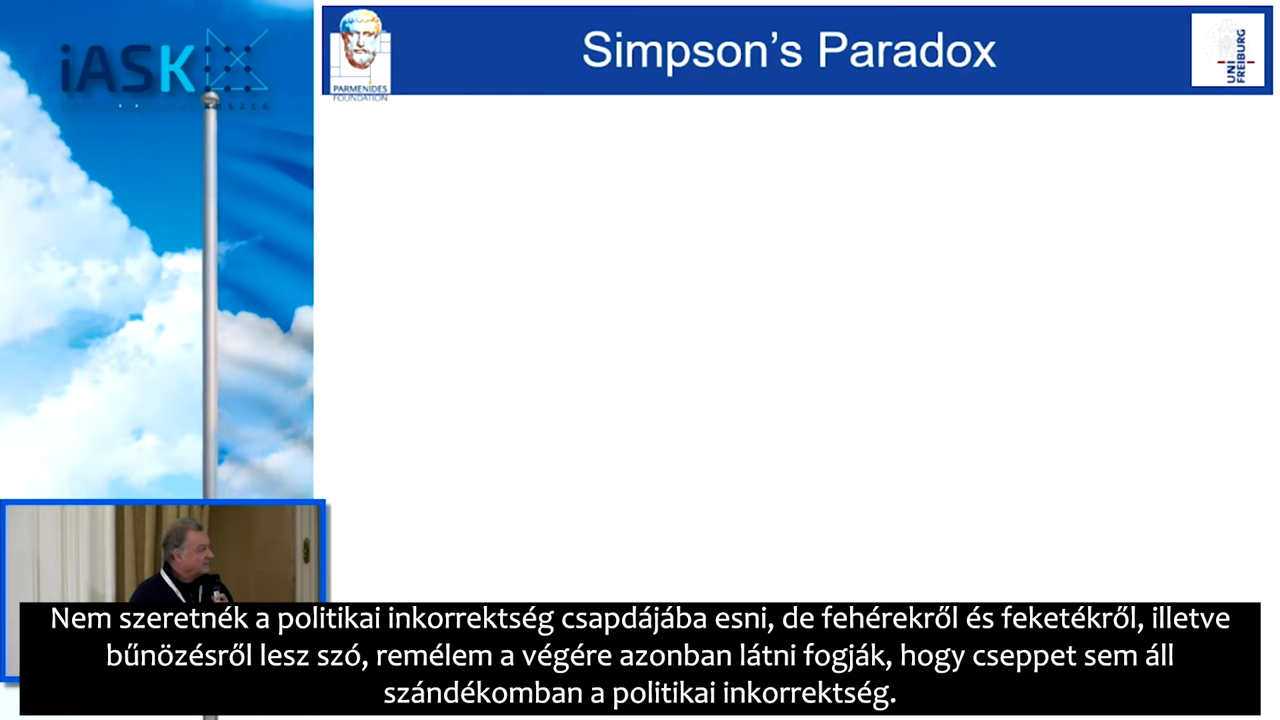 iASK
KŐSZEG
Simpson's Paradox
PARMENIDES
FOUNDATION
UNI
FREIBURG
Nem szeretnék a politikai inkorrektség csapdájába esni, de fehérekről és feketékről, illetve
bűnözésről lesz szó, remélem a végére azonban látni fogják, hogy cseppet sem áll
szándékomban a politikai inkorrektség.